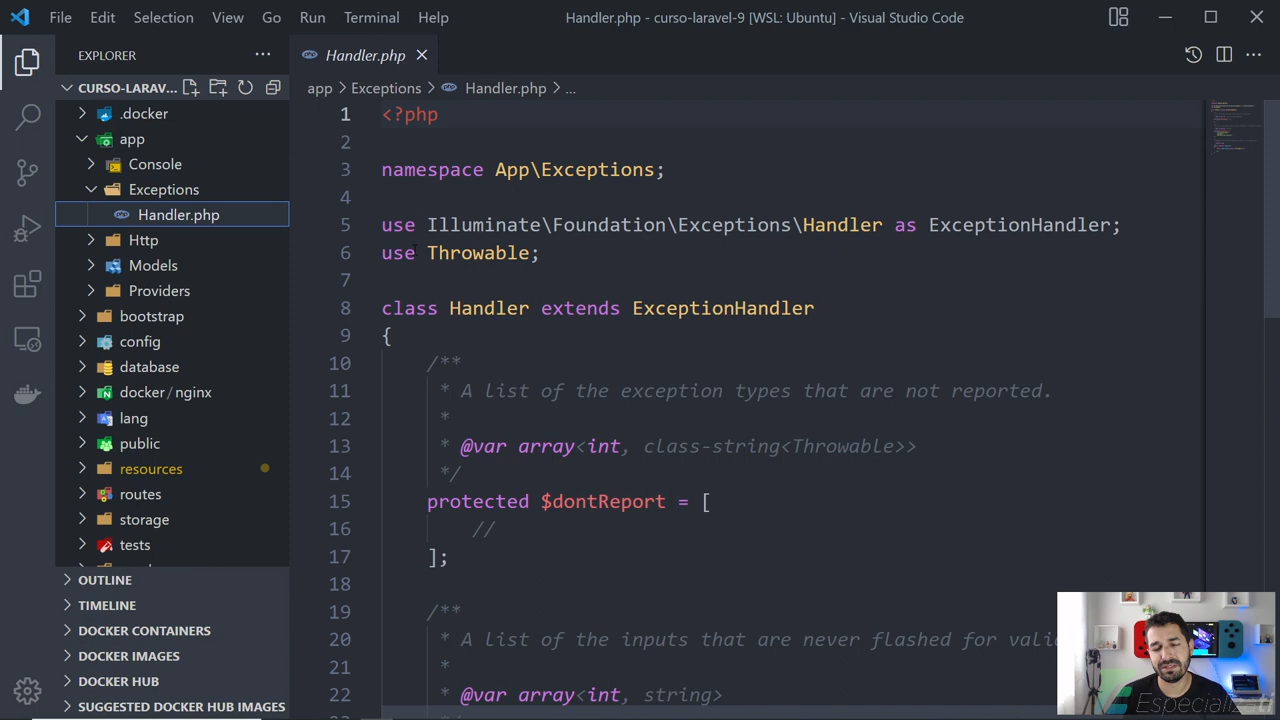 File Edit Selection View Go Run Terminal Help
Handler.php - curso-laravel-9 [WSL: Ubuntu] - Visual Studio Code
EXPLORER
CURSO-LARAV...
.docker
app
Console
Exceptions
Handler.php
Http
Models
Providers
bootstrap
config
database
docker/nginx
lang
public
resources
routes
storage
tests
OUTLINE
TIMELINE
DOCKER CONTAINERS
DOCKER IMAGES
DOCKER HUB
SUGGESTED DOCKER HUB IMAGES
Handler.php
app > Exceptions > Handler.php > ...
1 <?php
2
3 namespace App\Exceptions;
4
5 use Illuminate\Foundation\Exceptions\Handler as ExceptionHandler;
6 use Throwable;
7
8 class Handler extends ExceptionHandler
9 {
10 /**
11 * A list of the exception types that are not reported.
12 *
13 * @var array<int, class-string<Throwable>>
14 */
15 protected $dontReport = [
16 //
17 ];
18
19 /**
20 * A list of the inputs that are never flashed for vali
21 *
22 * @var array<int, string>
Especializati